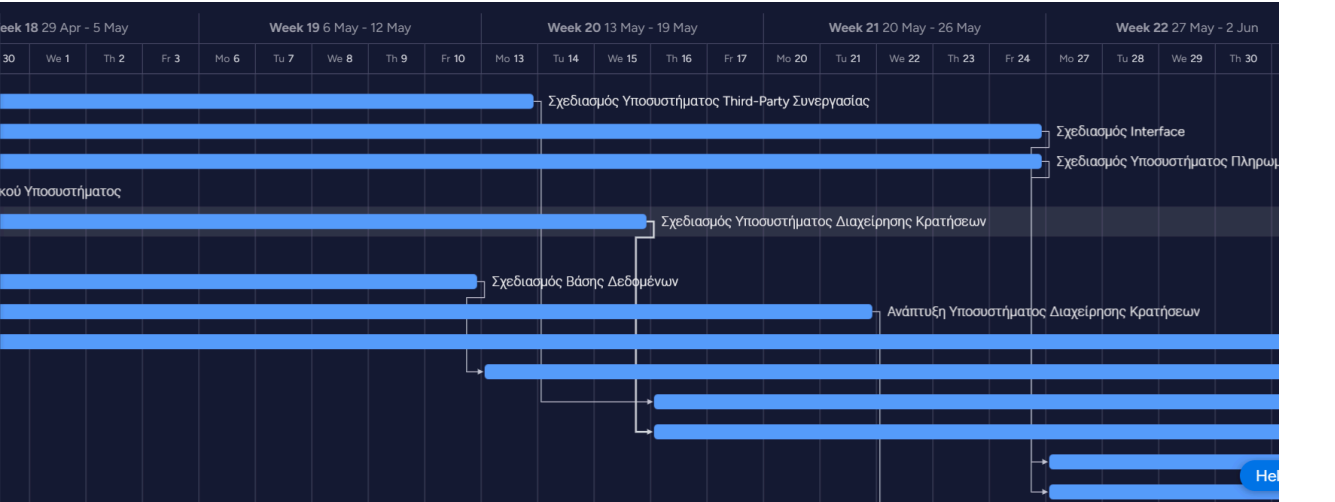 eek 18 29 Apr - 5 May Week 19 6 May - 12 May Week 20 13 May - 19 May Week 21 20 May - 26 May Week 22 27 May - 2 Jun
30 We 1 Th 2 Fr 3 Mo 6 Tu 7 We 8 Th 9 Fr 10 Mo 13 Tu 14 We 15 Th 16 Fr 17 Mo 20 Tu 21 We 22 Th 23 Fr 24 Mo 27 Tu 28 We 29 Th 30
Σχεδιασμός Υποσυστήματος Third-Party Συνεργασίας
Σχεδιασμός Interface
Σχεδιασμός Υποσυστήματος Πληρωμ
κού Υποσυστήματος
Σχεδιασμός Υποσυστήματος Διαχείρησης Κρατήσεων
Σχεδιασμός Βάσης Δεδομένων
Ανάπτυξη Υποσυστήματος Διαχείρησης Κρατήσεων
Hel